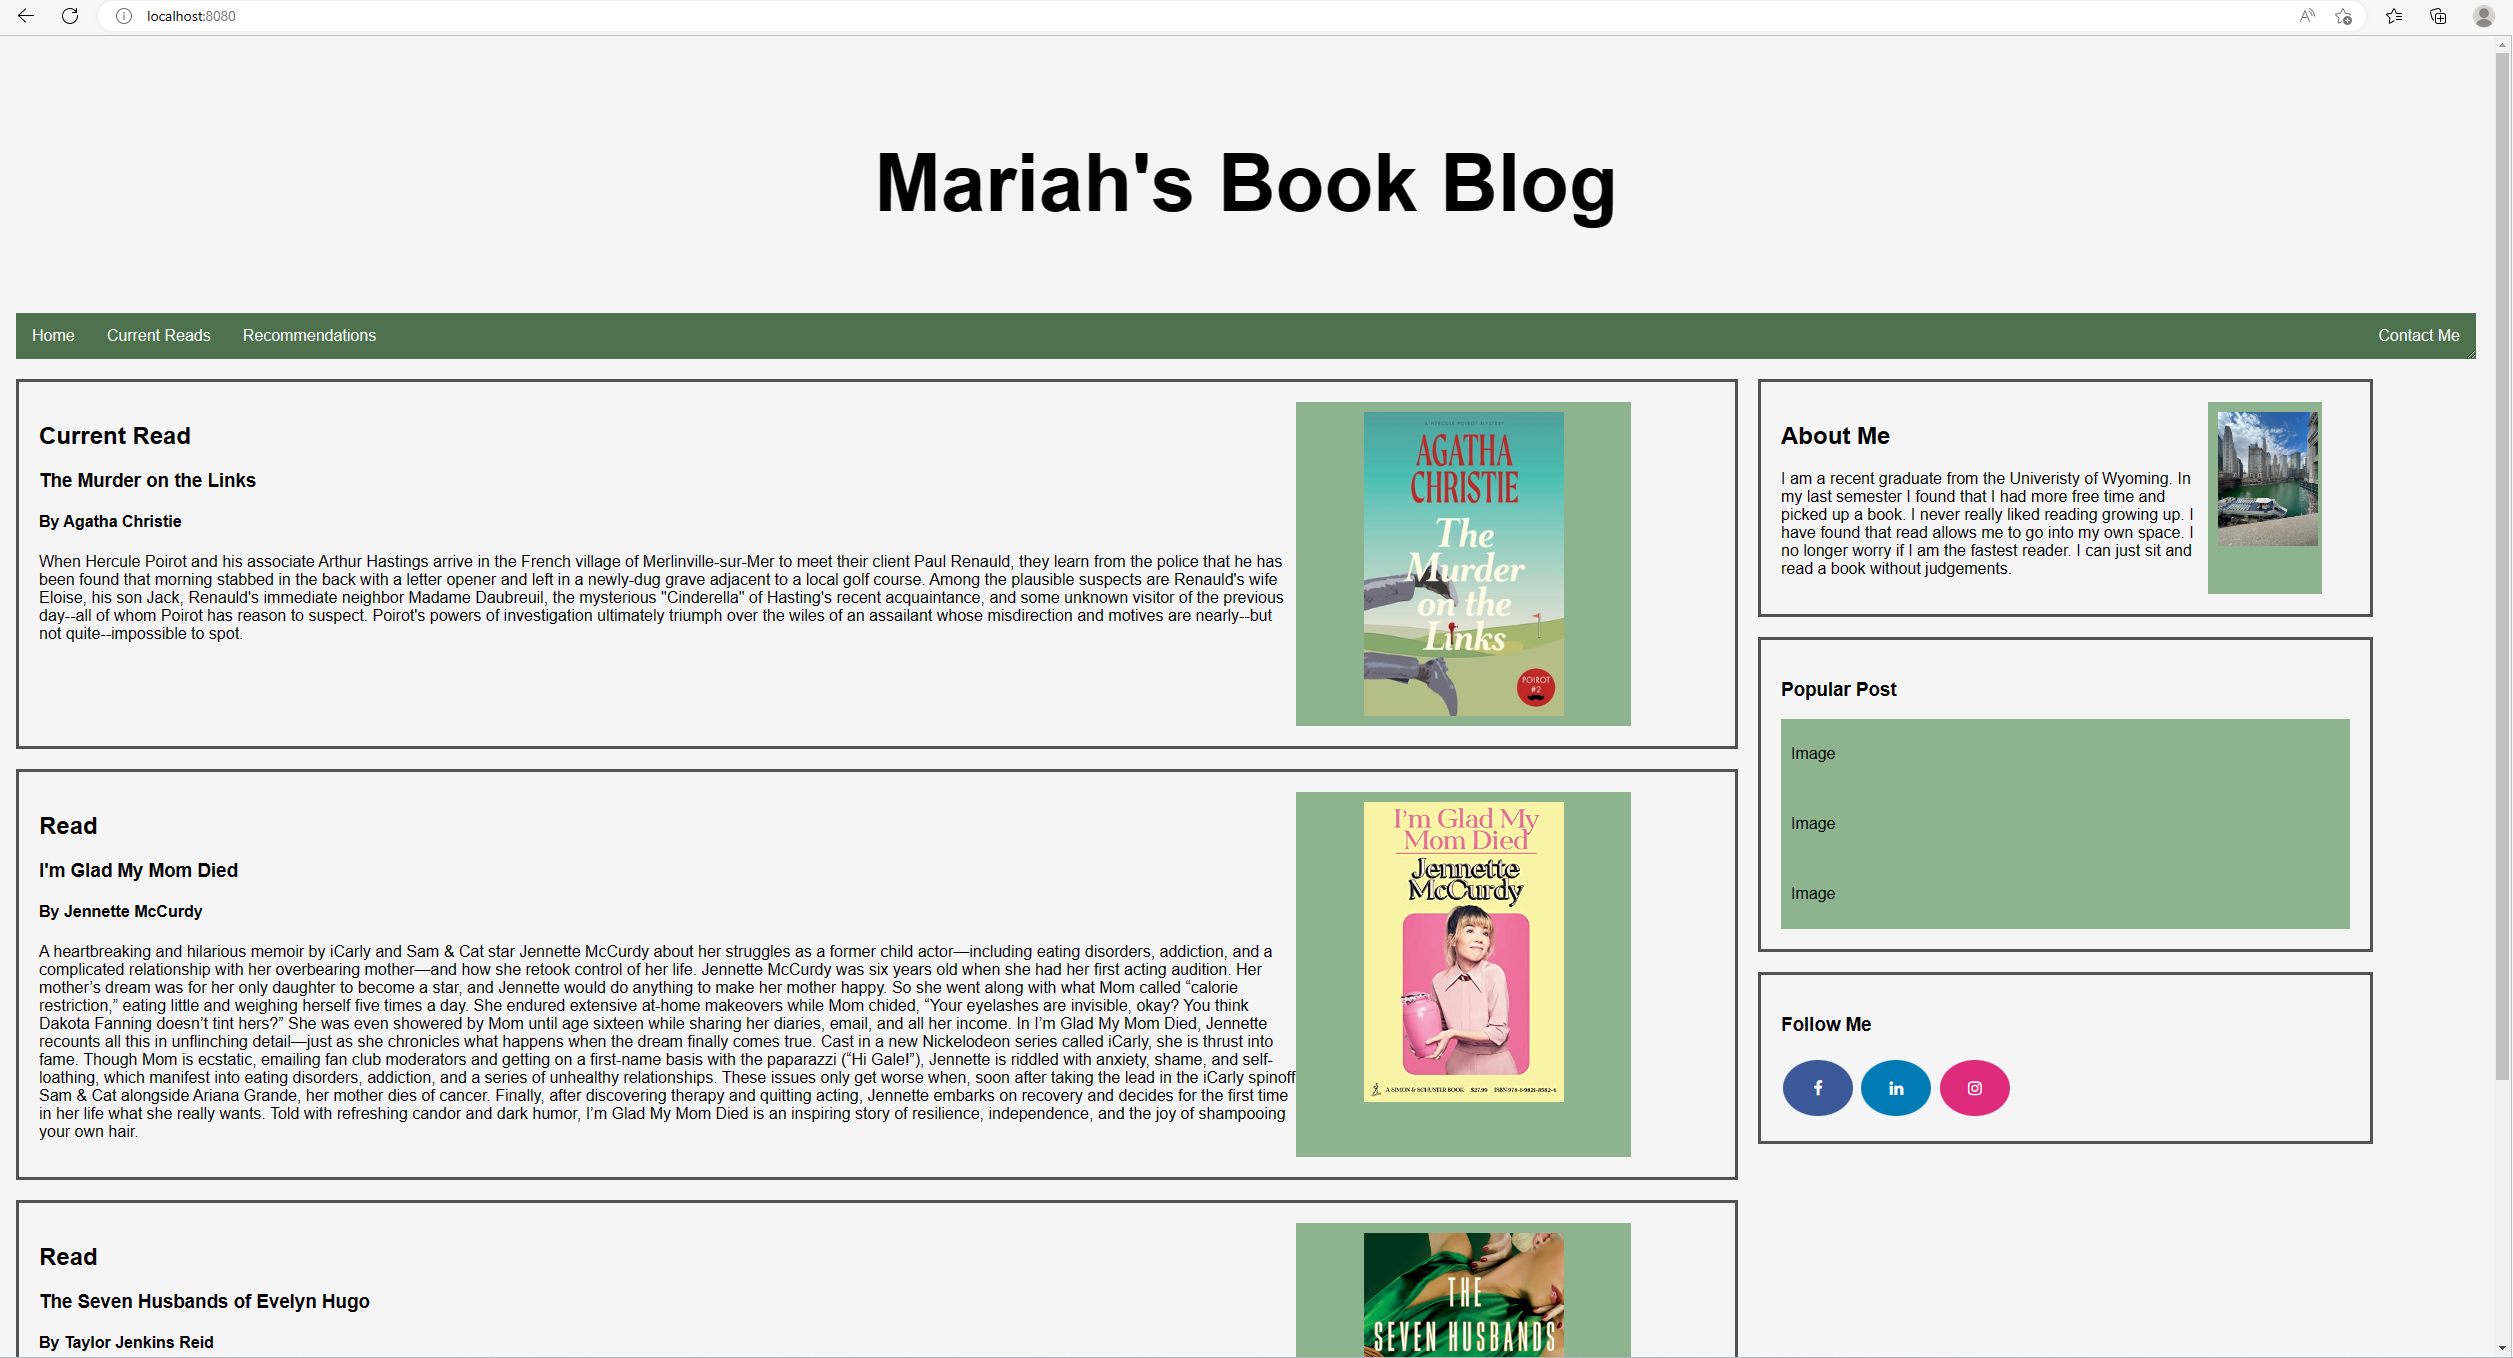 localhost:8080
Mariah's Book Blog
Home
Current Reads
Recommendations
Contact Me
Current Read
The Murder on the Links
By Agatha Christie
When Hercule Poirot and his associate Arthur Hastings arrive in the French village of Merlinville-sur-Mer to meet their client Paul Renauld, they learn from the police that he has
been found that morning stabbed in the back with a letter opener and left in a newly-dug grave adjacent to a local golf course. Among the plausible suspects are Renauld's wife
Eloise, his son Jack, Renauld's immediate neighbor Madame Daubreuil, the mysterious "Cinderella" of Hasting's recent acquaintance, and some unknown visitor of the previous
day--all of whom Poirot has reason to suspect. Poirot's powers of investigation ultimately triumph over the wiles of an assailant whose misdirection and motives are nearly--but
not quite--impossible to spot.
A HERCULE POIROT MYSTERY
AGATHA
CHRISTIE
The
Murder
on the
Links
POIROT
#2
Read
I'm Glad My Mom Died
By Jennette McCurdy
A heartbreaking and hilarious memoir by iCarly and Sam & Cat star Jennette McCurdy about her struggles as a former child actor—including eating disorders, addiction, and a
complicated relationship with her overbearing mother—and how she retook control of her life. Jennette McCurdy was six years old when she had her first acting audition. Her
mother’s dream was for her only daughter to become a star, and Jennette would do anything to make her mother happy. So she went along with what Mom called “calorie
restriction,” eating little and weighing herself five times a day. She endured extensive at-home makeovers while Mom chided, “Your eyelashes are invisible, okay? You think
Dakota Fanning doesn’t tint hers?” She was even showered by Mom until age sixteen while sharing her diaries, email, and all her income. In I’m Glad My Mom Died, Jennette
recounts all this in unflinching detail—just as she chronicles what happens when the dream finally comes true. Cast in a new Nickelodeon series called iCarly, she is thrust into
fame. Though Mom is ecstatic, emailing fan club moderators and getting on a first-name basis with the paparazzi (“Hi Gale!”), Jennette is riddled with anxiety, shame, and self-
loathing, which manifest into eating disorders, addiction, and a series of unhealthy relationships. These issues only get worse when, soon after taking the lead in the iCarly spinoff
Sam & Cat alongside Ariana Grande, her mother dies of cancer. Finally, after discovering therapy and quitting acting, Jennette embarks on recovery and decides for the first time
in her life what she really wants. Told with refreshing candor and dark humor, I’m Glad My Mom Died is an inspiring story of resilience, independence, and the joy of shampooing
your own hair.
I’m Glad My
Mom Died
Jennette
McCurdy
A SIMON & SCHUSTER BOOK $27.99 ISBN 978-1-9821-8582-4
Read
The Seven Husbands of Evelyn Hugo
By Taylor Jenkins Reid
THE
SEVEN HUSBANDS
About Me
I am a recent graduate from the Univeristy of Wyoming. In
my last semester I found that I had more free time and
picked up a book. I never really liked reading growing up. I
have found that read allows me to go into my own space. I
no longer worry if I am the fastest reader. I can just sit and
read a book without judgements.
Popular Post
Image
Image
Image
Follow Me